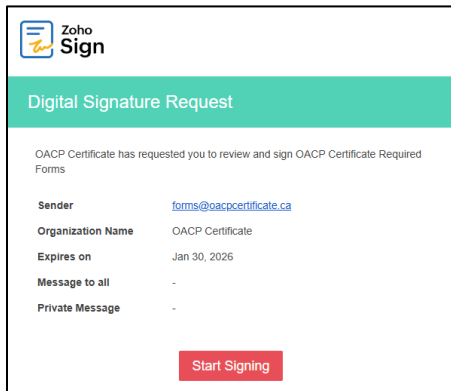 Zoho
Sign
Digital Signature Request
OACP Certificate has requested you to review and sign OACP Certificate Required
Forms
Sender forms@oacpcertificate.ca
Organization Name OACP Certificate
Expires on Jan 30, 2026
Message to all -
Private Message -
Start Signing